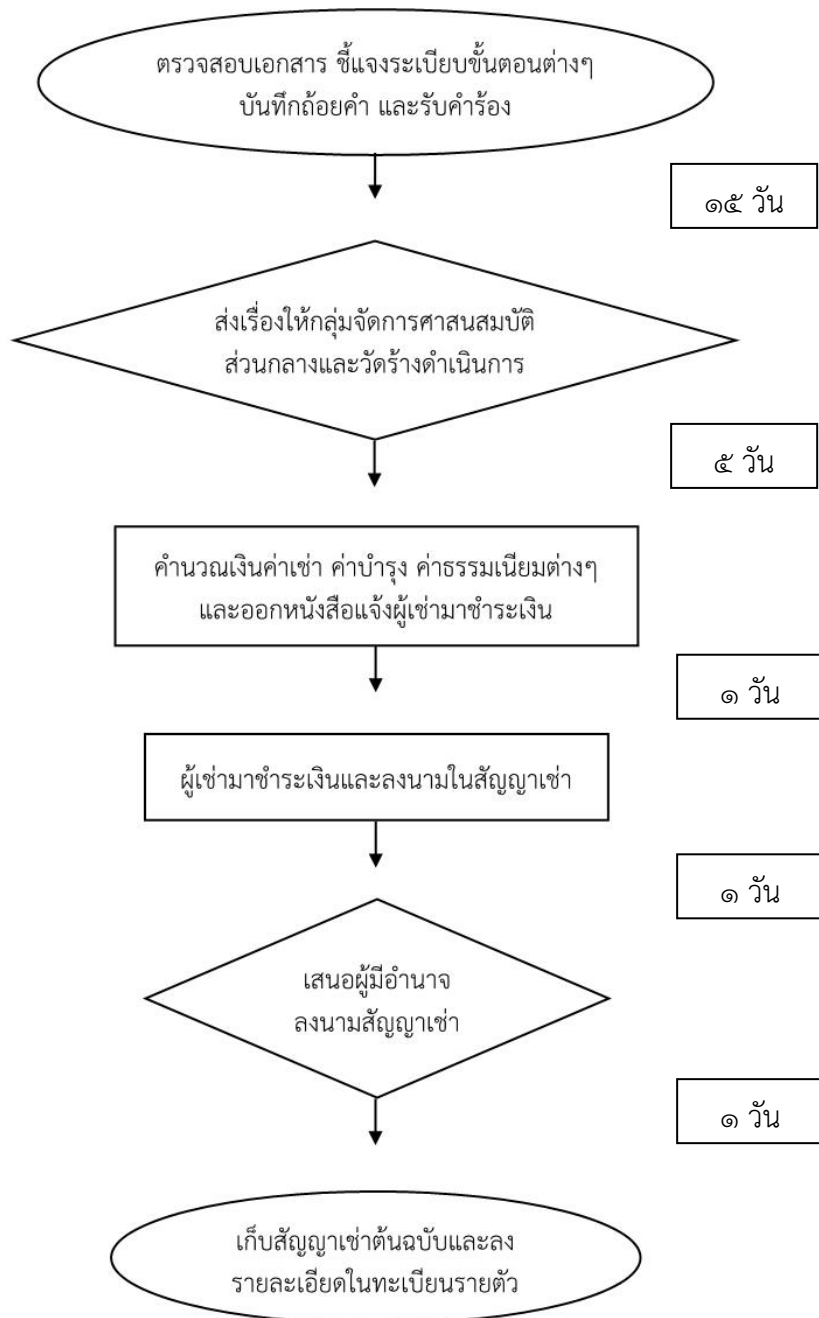 ตรวจสอบเอกสาร ชี้แจงระเบียบขั้นตอนต่างๆ
บันทึกถ้อยคำ และรับคำร้อง
๑๕ วัน
ส่งเรื่องให้กลุ่มจัดการศาสนสมบัติ
ส่วนกลางและวัดร้างดำเนินการ
๕ วัน
คำนวณเงินค่าเช่า ค่าบำรุง ค่าธรรมเนียมต่างๆ
และออกหนังสือแจ้งผู้เช่ามาชำระเงิน
๑ วัน
ผู้เช่ามาชำระเงินและลงนามในสัญญาเช่า
๑ วัน
เสนอผู้มีอำนาจ
ลงนามสัญญาเช่า
๑ วัน
เก็บสัญญาเช่าต้นฉบับและลง
รายละเอียดในทะเบียนรายตัว